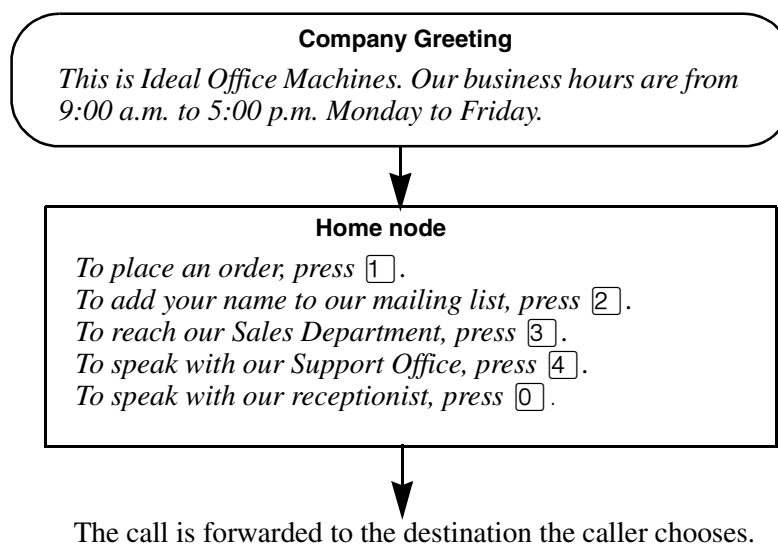 Company Greeting
This is Ideal Office Machines. Our business hours are from
9:00 a.m. to 5:00 p.m. Monday to Friday.
Home node
To place an order, press 1.
To add your name to our mailing list, press 2.
To reach our Sales Department, press 3.
To speak with our Support Office, press 4.
To speak with our receptionist, press 0.
The call is forwarded to the destination the caller chooses.